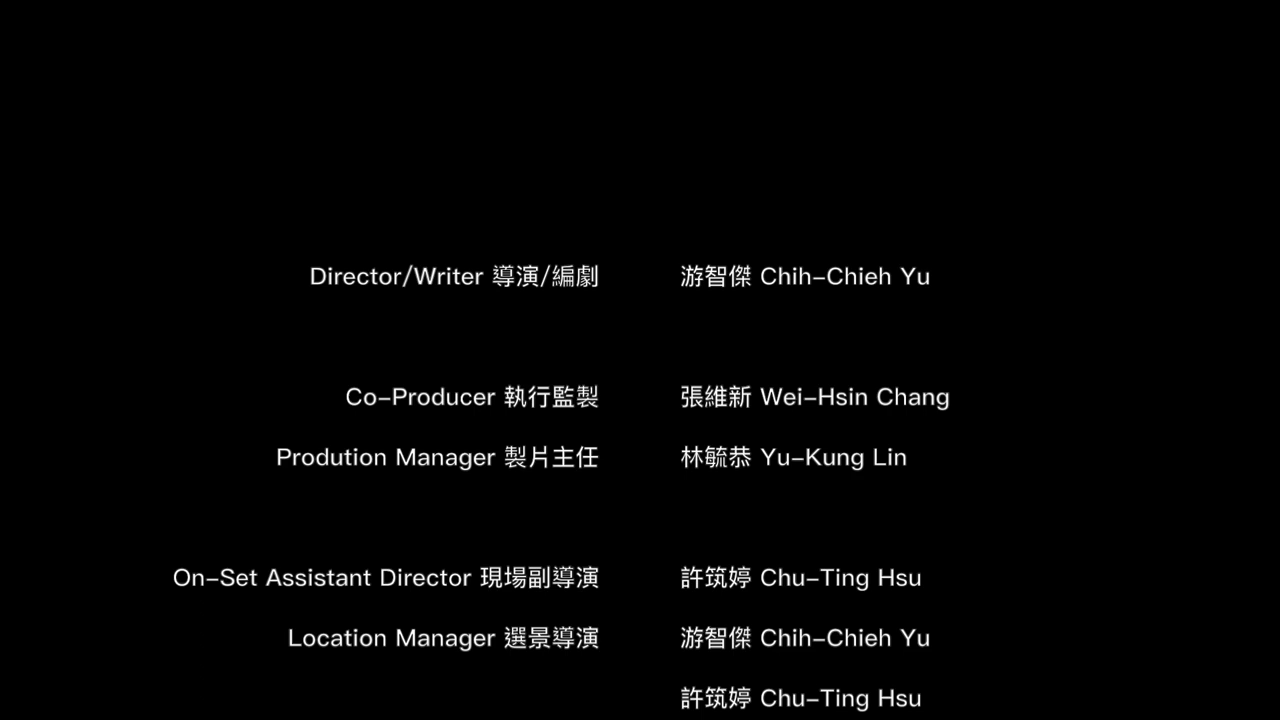 Director/Writer 導演/編劇 游智傑 Chih-Chieh Yu
Co-Producer 執行監製 張維新 Wei-Hsin Chang
Prodution Manager 製片主任 林毓恭 Yu-Kung Lin
On-Set Assistant Director 現場副導演 許筑婷 Chu-Ting Hsu
Location Manager 選景導演 游智傑 Chih-Chieh Yu
許筑婷 Chu-Ting Hsu